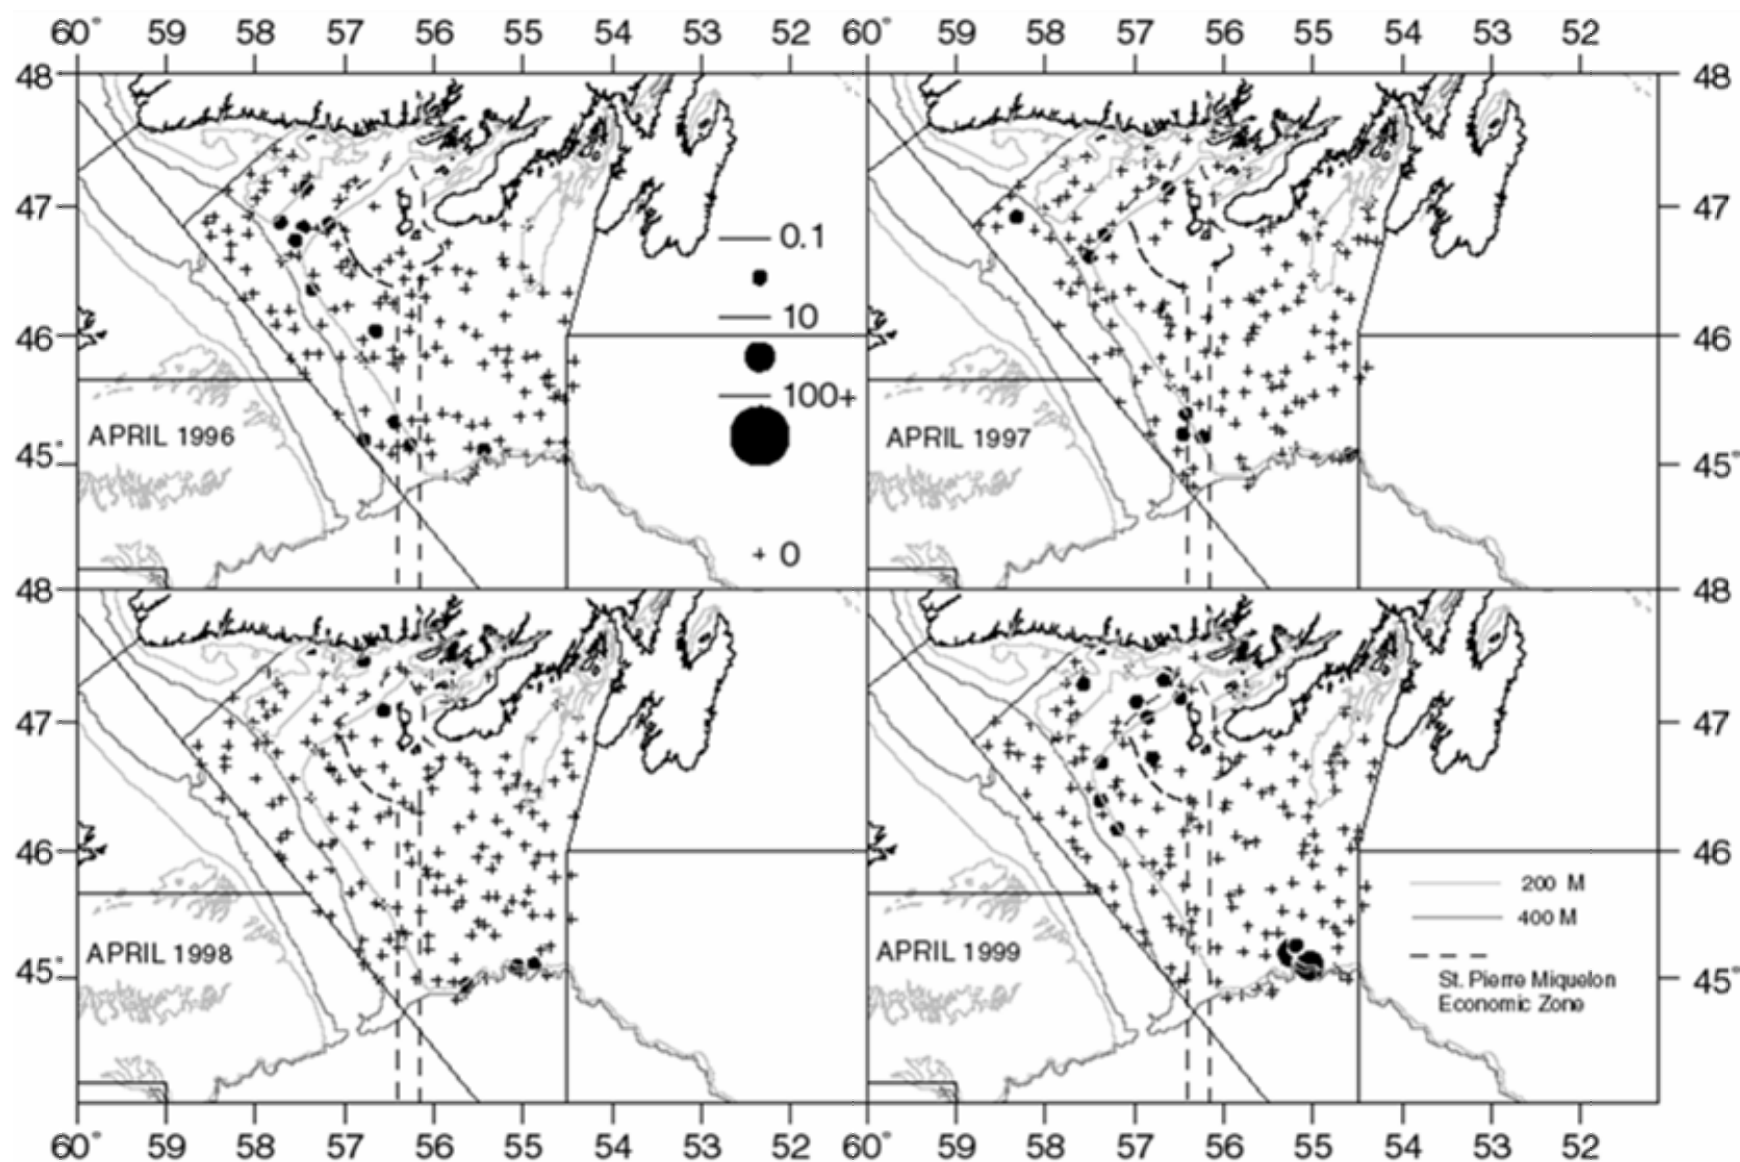 60° 59 58 57 56 55 54 53 52 60° 59 58 57 56 55 54 53 52
48 48
47 47
0.1
10
46 46
100+
APRIL 1996 APRIL 1997
45° 45°
0
48 48
47 47
46 46
200 M
400 M
APRIL 1998 APRIL 1999
45° 45°
St. Pierre Miquelon
Economic Zone
60° 59 58 57 56 55 54 53 52 60° 59 58 57 56 55 54 53 52